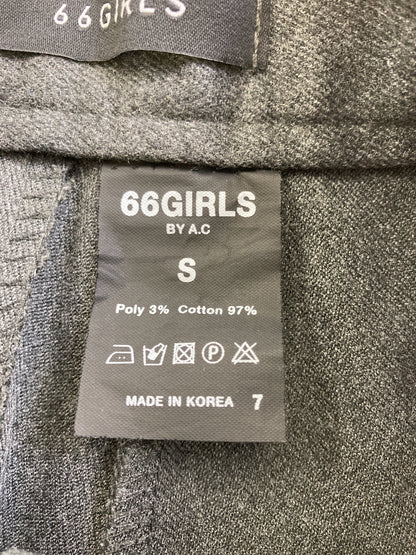 66GIRLS
66GIRLS
BY A.C
S
Poly 3% Cotton 97%
P
MADE IN KOREA 7